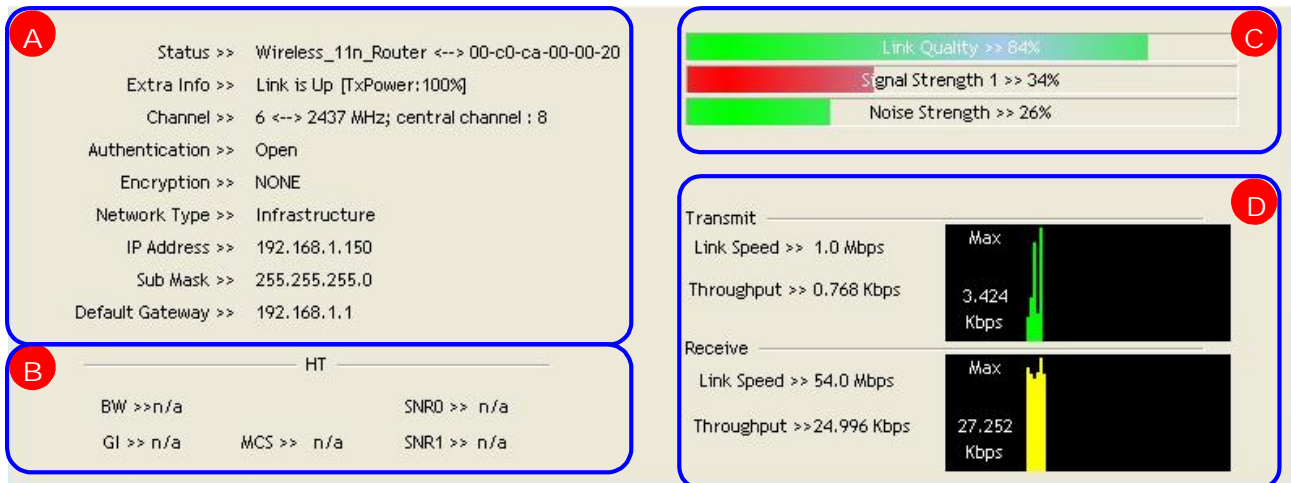 A
Status >> Wireless_11n_Router <--> 00-c0-ca-00-00-20
Extra Info >> Link is Up [TxPower:100%]
Channel >> 6 <--> 2437 MHz; central channel : 8
Authentication >> Open
Encryption >> NONE
Network Type >> Infrastructure
IP Address >> 192.168.1.150
Sub Mask >> 255.255.255.0
Default Gateway >> 192.168.1.1
B
HT
BW >>n/a SNR0 >> n/a
GI >> n/a MCS >> n/a SNR1 >> n/a
C
Link Quality >> 84%
Signal Strength 1 >> 34%
Noise Strength >> 26%
D
Transmit
Link Speed >> 1.0 Mbps
Throughput >> 0.768 Kbps
Max
3.424
Kbps
Receive
Link Speed >> 54.0 Mbps
Throughput >>24.996 Kbps
Max
27.252
Kbps